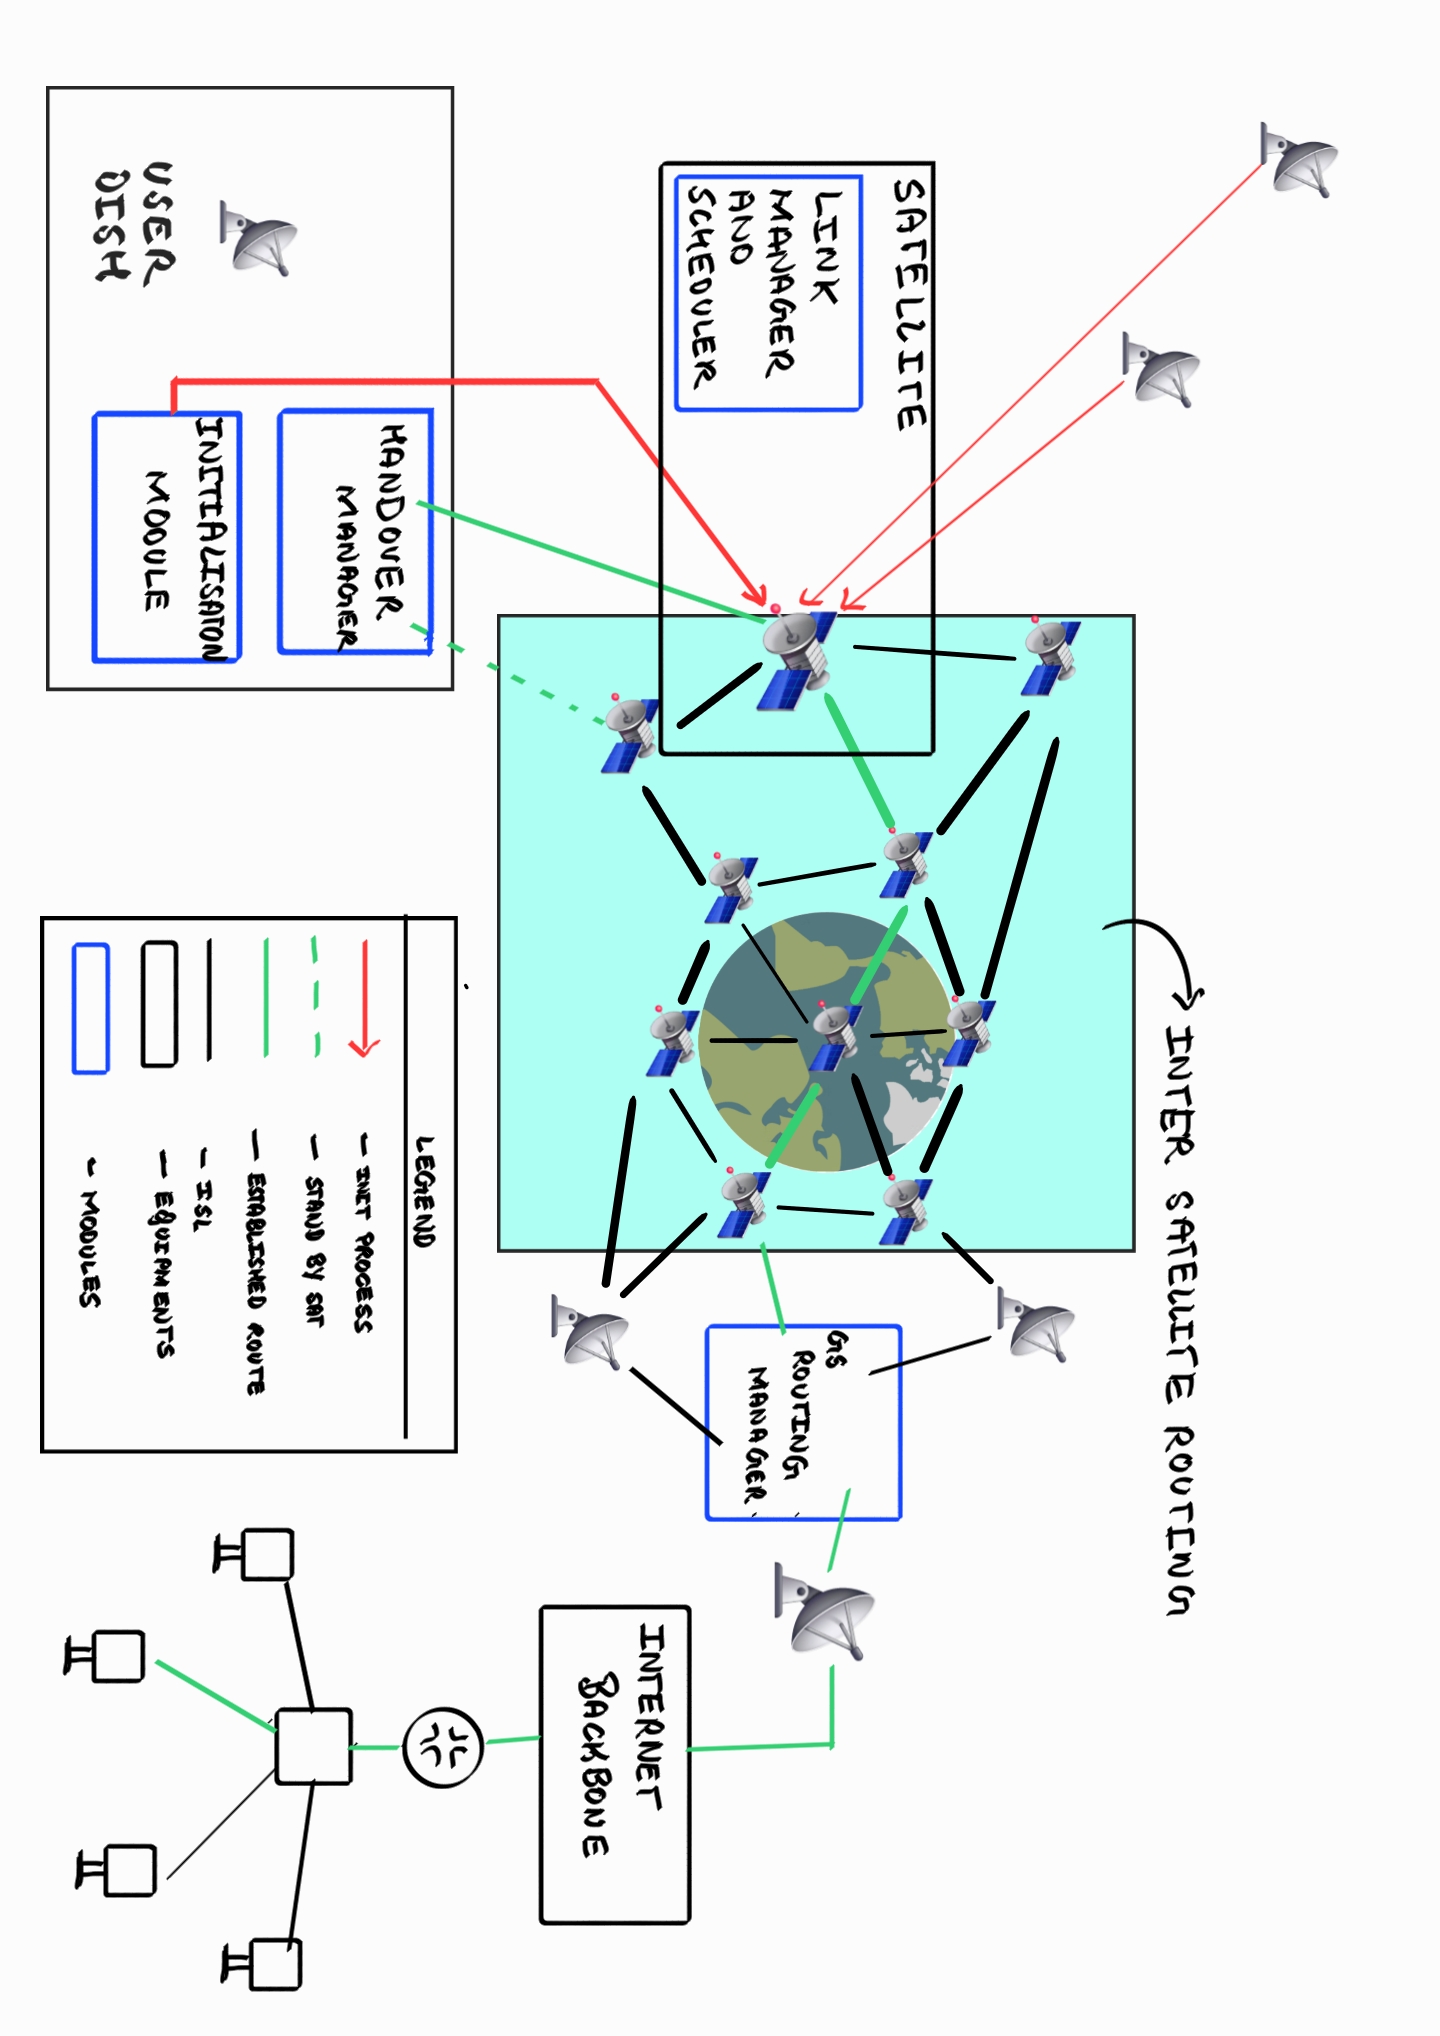 INTER SATELLITE ROUTING
SATELLITE
LINK
MANAGER
AND
SCHEDULER
GS
ROUTING
MANAGER
INTERNET
BACKBONE
HANDOVER
MANAGER
INITIALISATON
MODULE
USER
DISH
LEGEND
- INIT PROCESS
- STAND BY SAT
- ESTABLISHED ROUTE
- ISL
- EQUIPMENTS
- MODULES